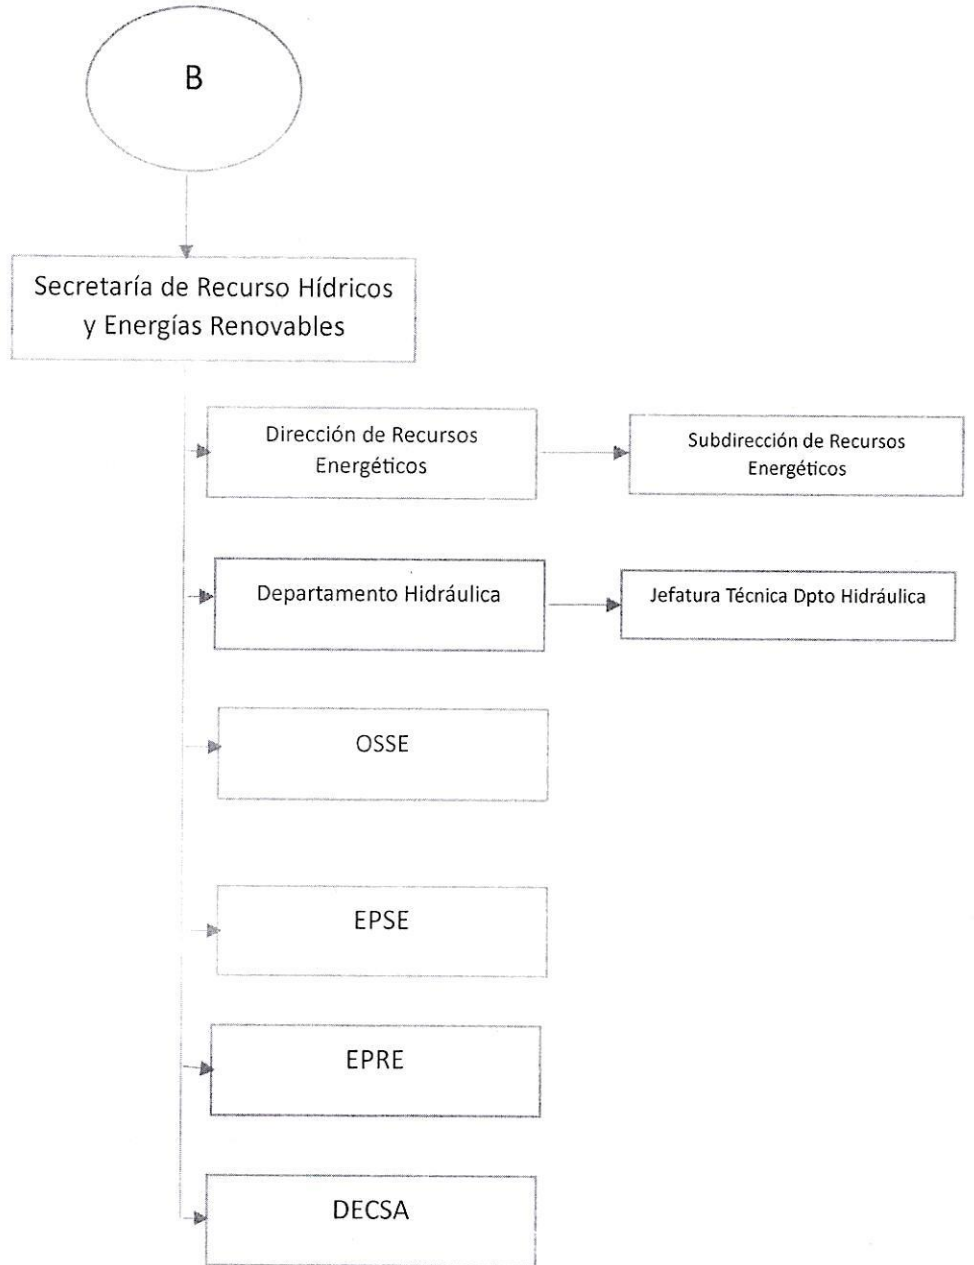 B
Secretaría de Recurso Hídricos
y Energías Renovables
Dirección de Recursos
Energéticos
Subdirección de Recursos
Energéticos
Departamento Hidráulica
Jefatura Técnica Dpto Hidráulica
OSSE
EPSE
EPRE
DECSA